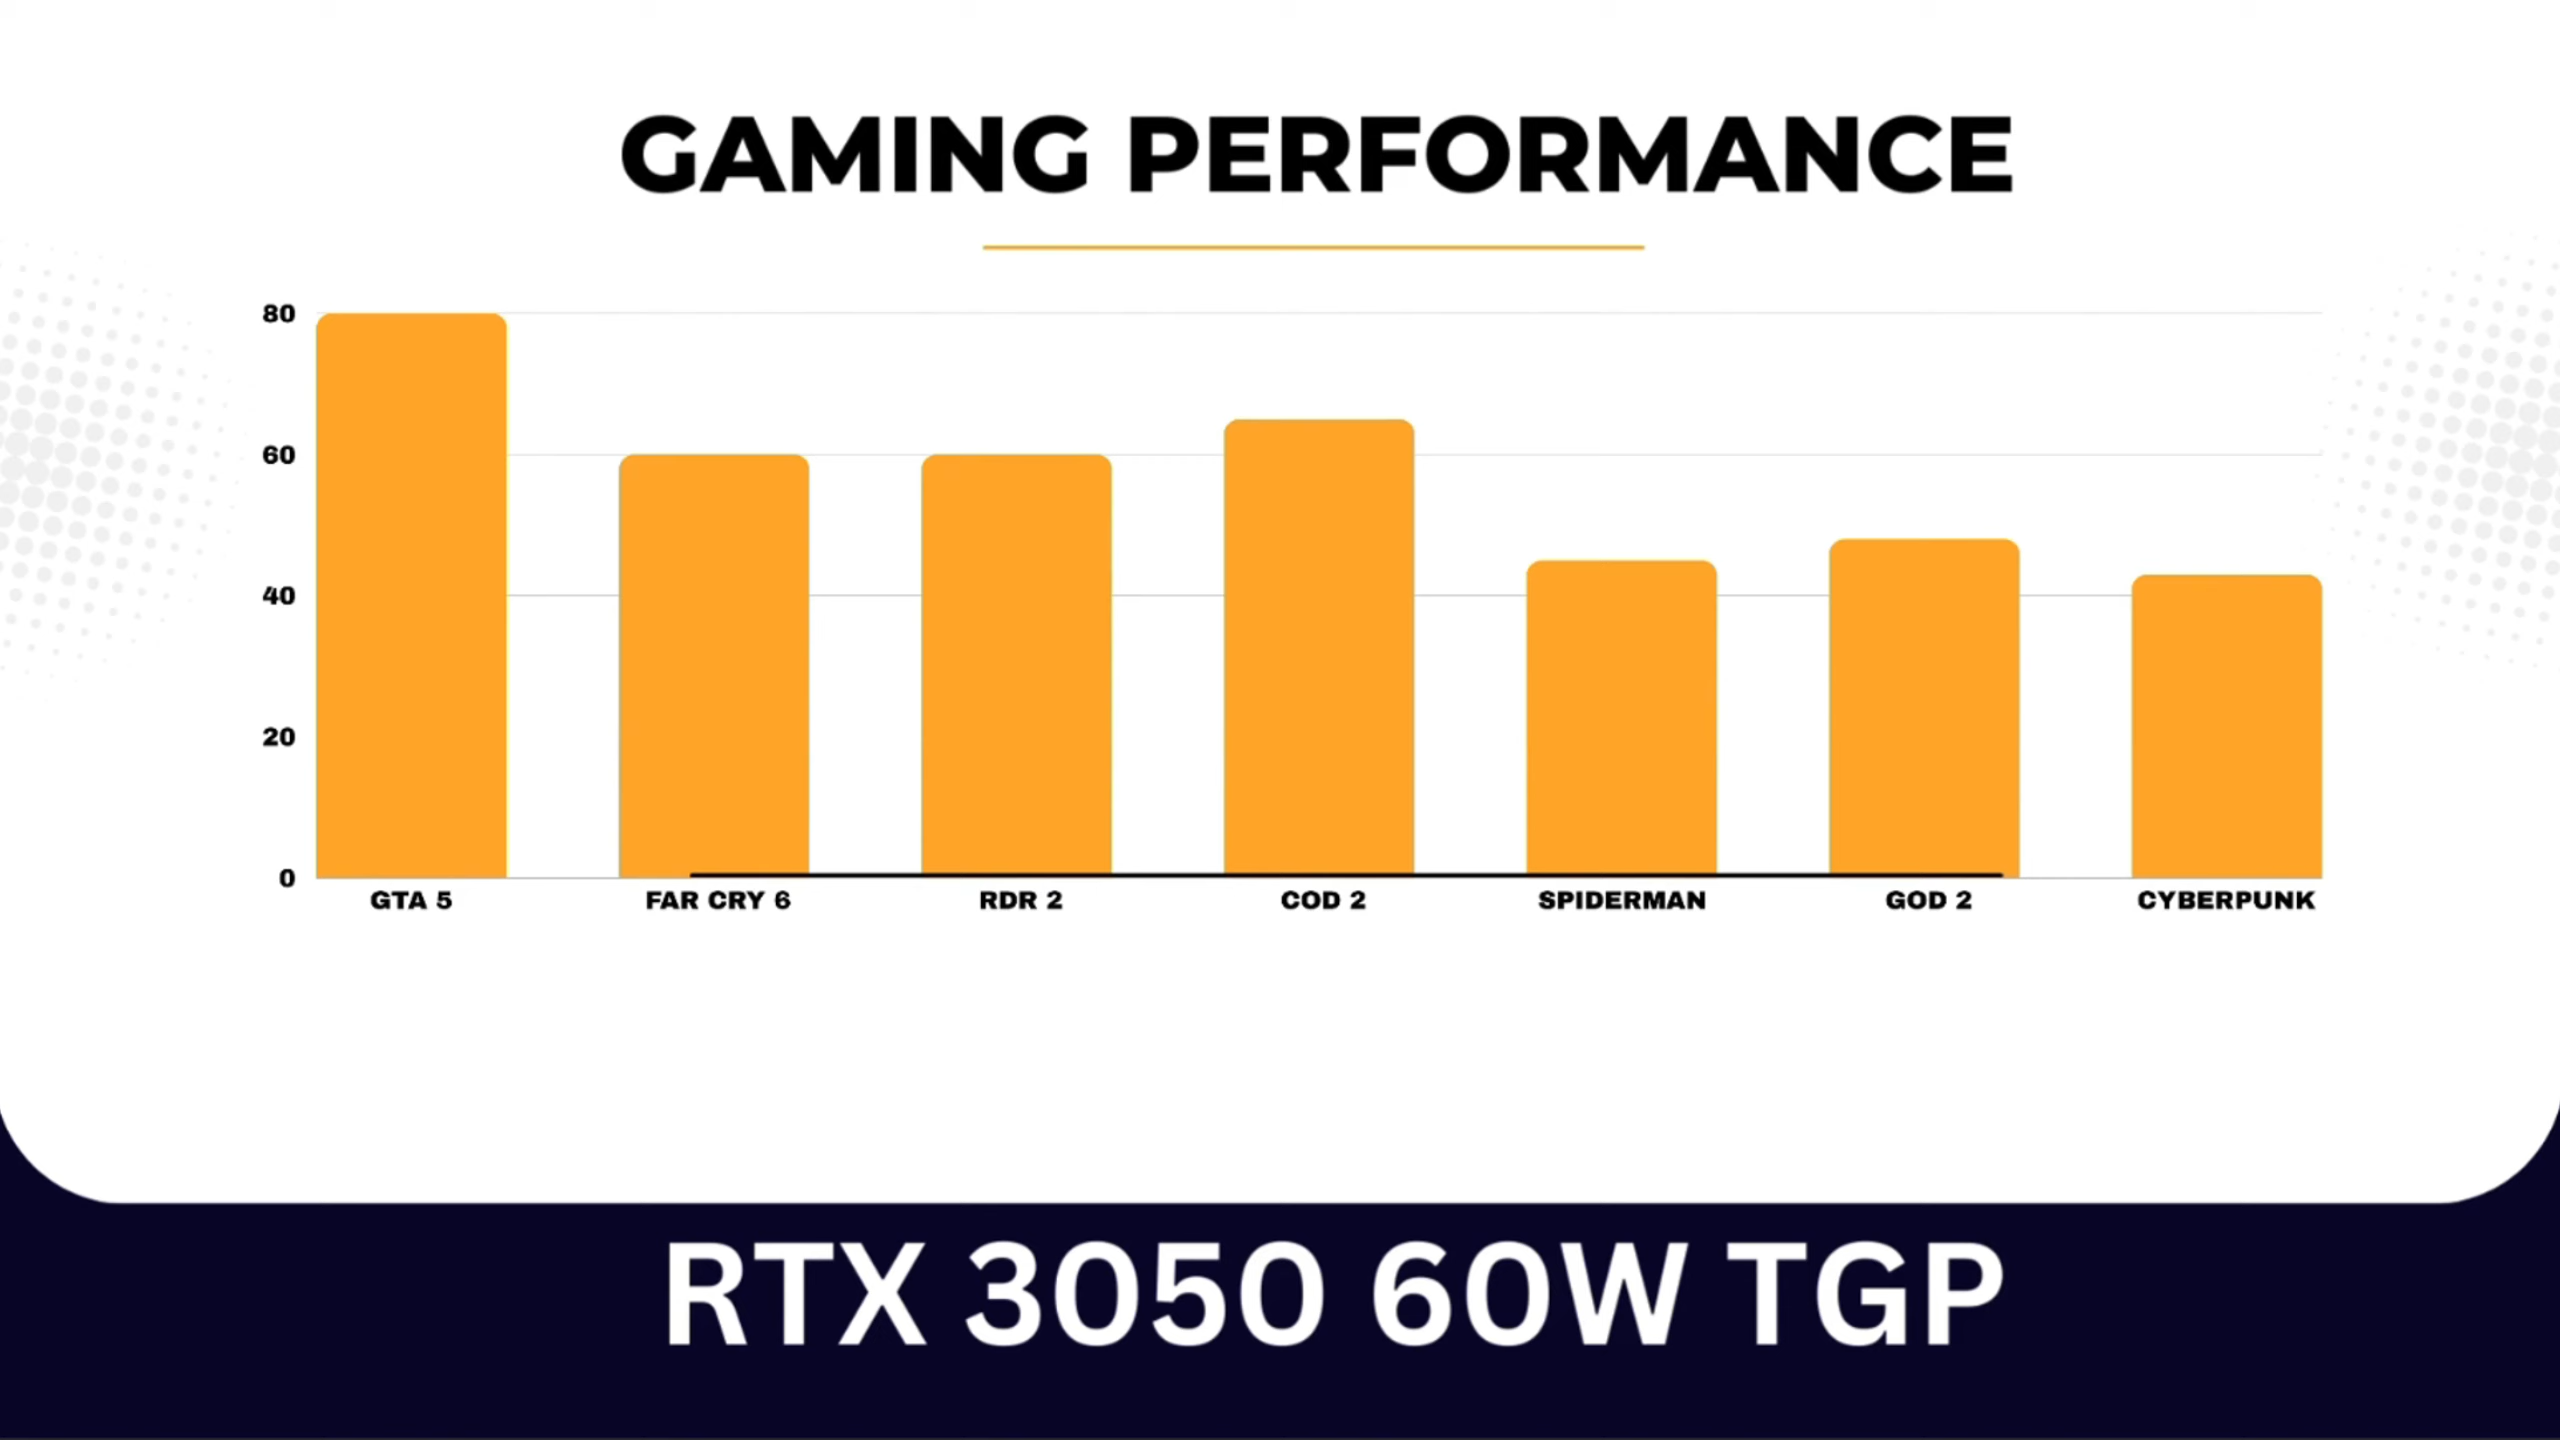 GAMING PERFORMANCE
80
60
40
20
0
GTA 5
FAR CRY 6
RDR 2
COD 2
SPIDERMAN
GOD 2
CYBERPUNK
RTX 3050 60W TGP